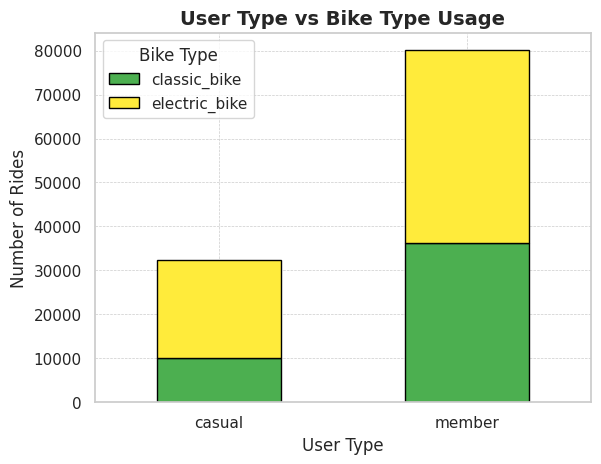 User Type vs Bike Type Usage
Number of Rides
80000
70000
60000
50000
40000
30000
20000
10000
0
Bike Type
classic_bike
electric_bike
casual
member
User Type